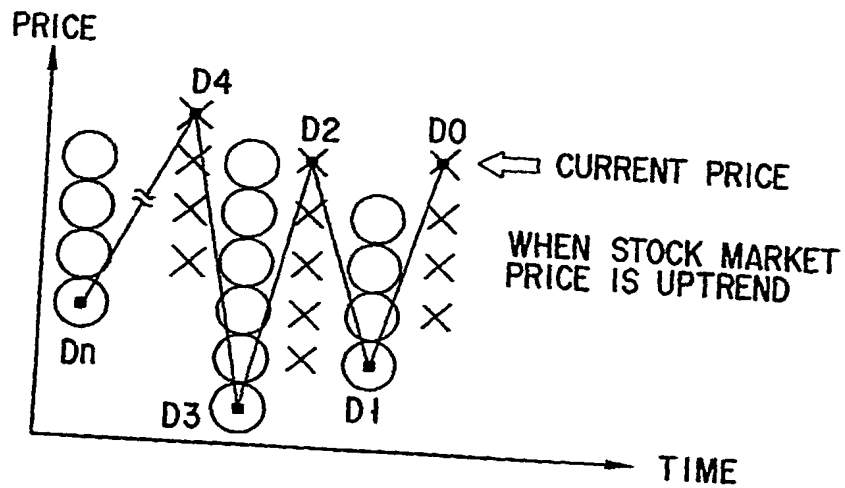 PRICE
D4
D2
D0
CURRENT PRICE
WHEN STOCK MARKET
PRICE IS UPTREND
Dn
D3
D1
TIME